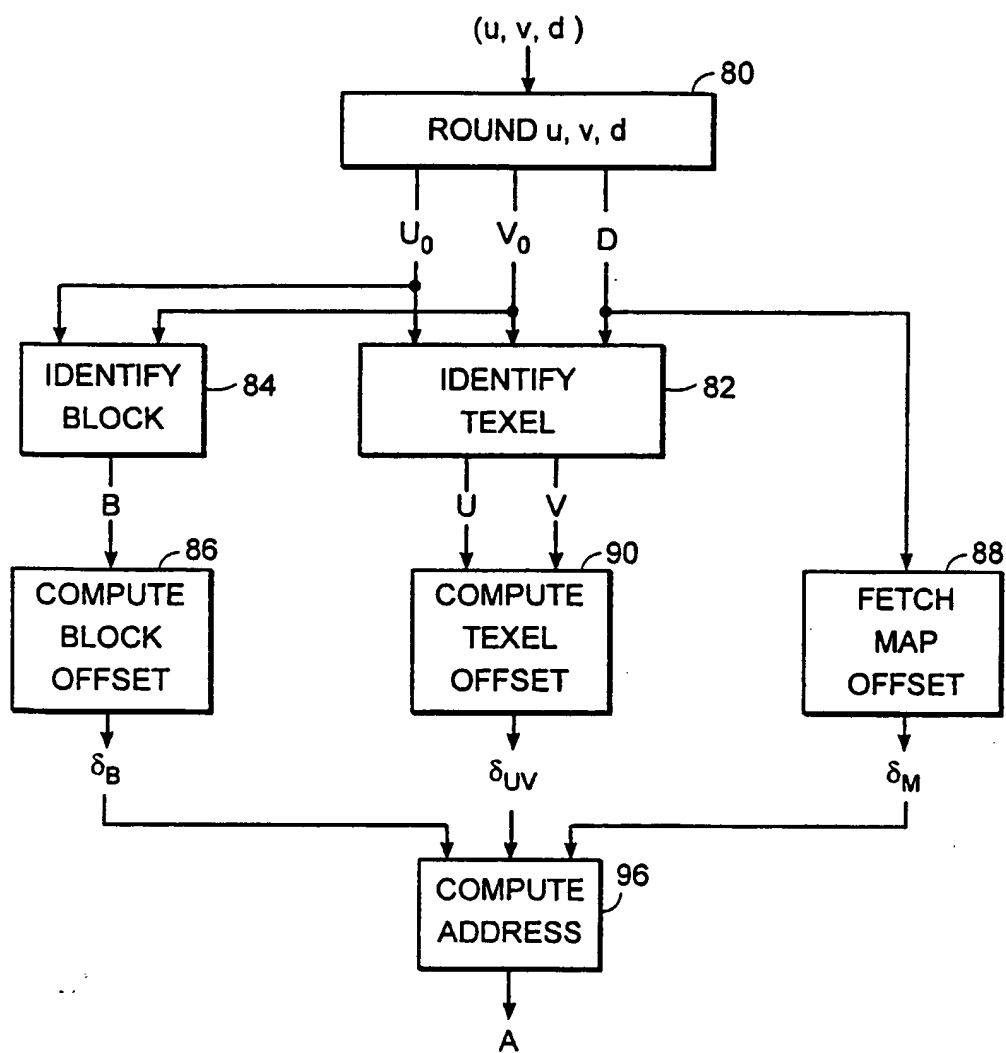 (u, v, d )
80
ROUND u, v, d
U₀ V₀ D
IDENTIFY
BLOCK
84
IDENTIFY
TEXEL
82
B
U V
86
COMPUTE
BLOCK
OFFSET
90
COMPUTE
TEXEL
OFFSET
88
FETCH
MAP
OFFSET
δB
δUV
δM
COMPUTE
ADDRESS
96
A